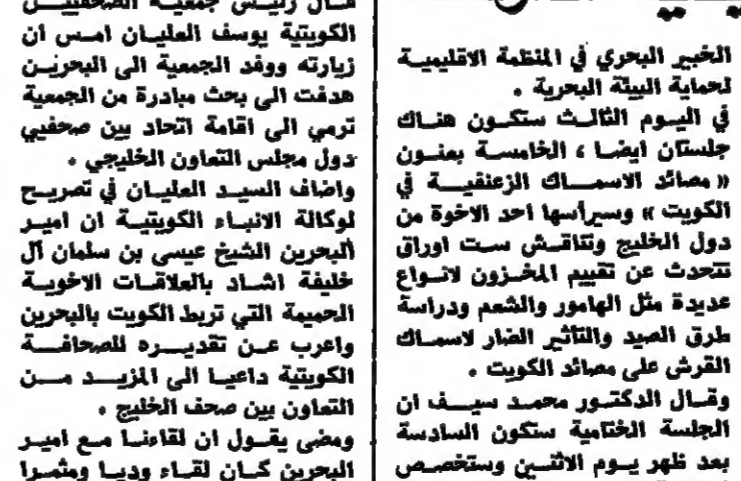 الخبير البحري في المنظمة الاقليمية
لحماية البيئة البحرية .
في اليوم الثالث ستكون هناك
جلستان ايضا ، الخامسة بعنون
« مصائد الاسماك الزعنفية في
الكويت » وسيرأسها احد الاخوة من
دول الخليج وتناقش ست اوراق
تتحدث عن تقييم المخزون لانواع
عديدة مثل الهامور والشعم ودراسة
طرق الصيد والتأثير الضار لاسماك
القرش على مصائد الكويت .
وقال الدكتور محمد سيف ان
الجلسة الختامية ستكون السادسة
بعد ظهر يوم الاثنين وستخصص
قال رئيس جمعية الصحفيين
الكويتية يوسف العليان امس ان
زيارته ووفد الجمعية الى البحرين
هدفت الى بحث مبادرة من الجمعية
ترمي الى اقامة اتحاد بين صحفيي
دول مجلس التعاون الخليجي .
واضاف السيد العليان في تصريح
لوكالة الانباء الكويتية ان امير
البحرين الشيخ عيسى بن سلمان آل
خليفة اشاد بالعلاقات الاخوية
الحميمة التي تربط الكويت بالبحرين
واعرب عن تقديره للصحافة
الكويتية داعيا الى المزيد من
التعاون بين صحف الخليج .
ومضى يقول ان لقاءنا مع امير
البحرين كان لقاء وديا ومثمرا